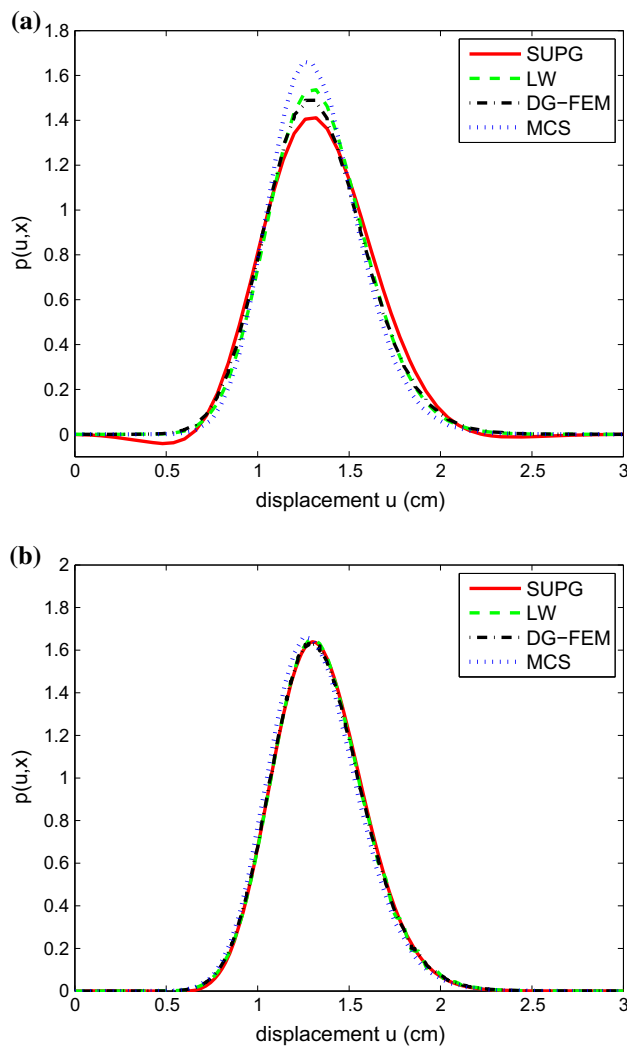 (a)
1.8
1.6
1.4
1.2
1
0.8
0.6
0.4
0.2
0
p(u,x)
SUPG
LW
DG-FEM
MCS
0 0.5 1 1.5 2 2.5 3
displacement u (cm)
(b)
2
1.8
1.6
1.4
1.2
1
0.8
0.6
0.4
0.2
0
p(u,x)
SUPG
LW
DG-FEM
MCS
0 0.5 1 1.5 2 2.5 3
displacement u (cm)